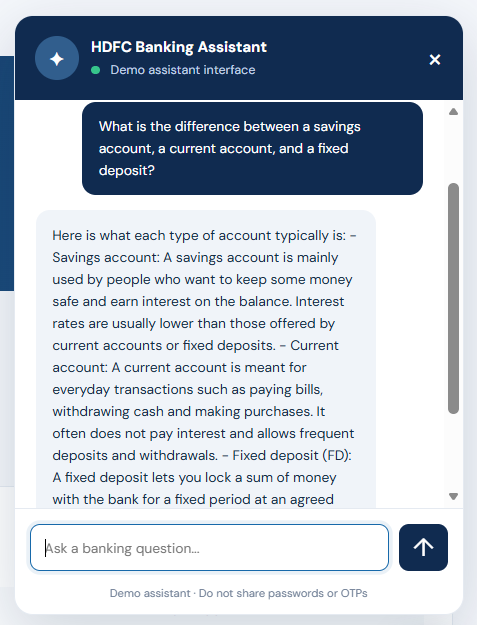 HDFC Banking Assistant
Demo assistant interface
What is the difference between a savings
account, a current account, and a fixed
deposit?
Here is what each type of account typically is: -
Savings account: A savings account is mainly
used by people who want to keep some money
safe and earn interest on the balance. Interest
rates are usually lower than those offered by
current accounts or fixed deposits. - Current
account: A current account is meant for
everyday transactions such as paying bills,
withdrawing cash and making purchases. It
often does not pay interest and allows frequent
deposits and withdrawals. - Fixed deposit (FD):
A fixed deposit lets you lock a sum of money
with the bank for a fixed period at an agreed
Ask a banking question...
Demo assistant · Do not share passwords or OTPs